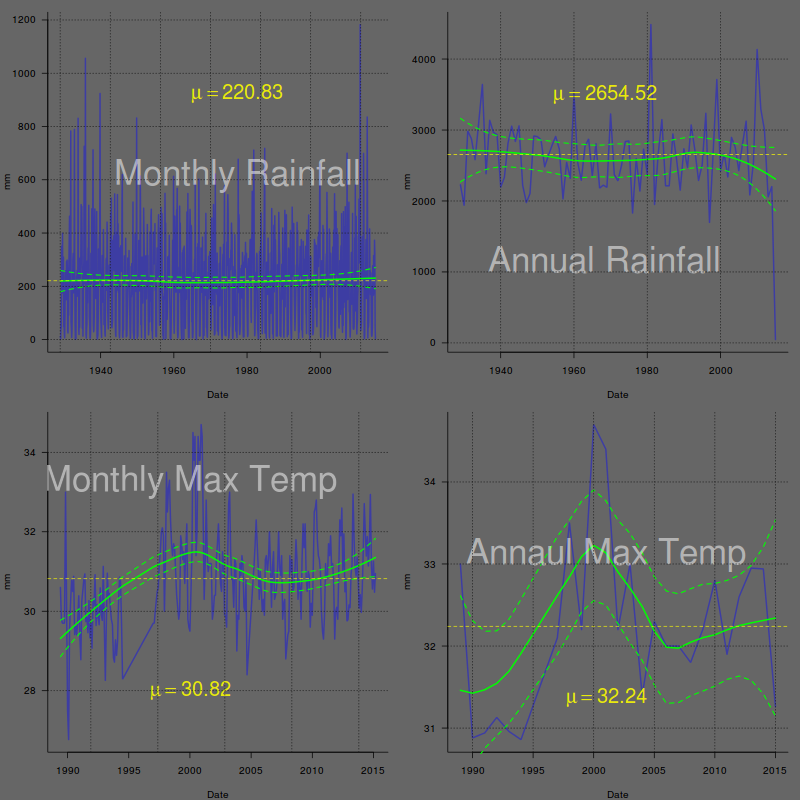 1200
1000
800
600
400
200
0
mm
μ = 220.83
Monthly Rainfall
1940
1960
1980
2000
Date
4000
3000
2000
1000
0
mm
μ = 2654.52
Annual Rainfall
1940
1960
1980
2000
Date
34
32
30
28
mm
Monthly Max Temp
μ = 30.82
1990
1995
2000
2005
2010
2015
Date
34
33
32
31
mm
Annaul Max Temp
μ = 32.24
1990
1995
2000
2005
2010
2015
Date